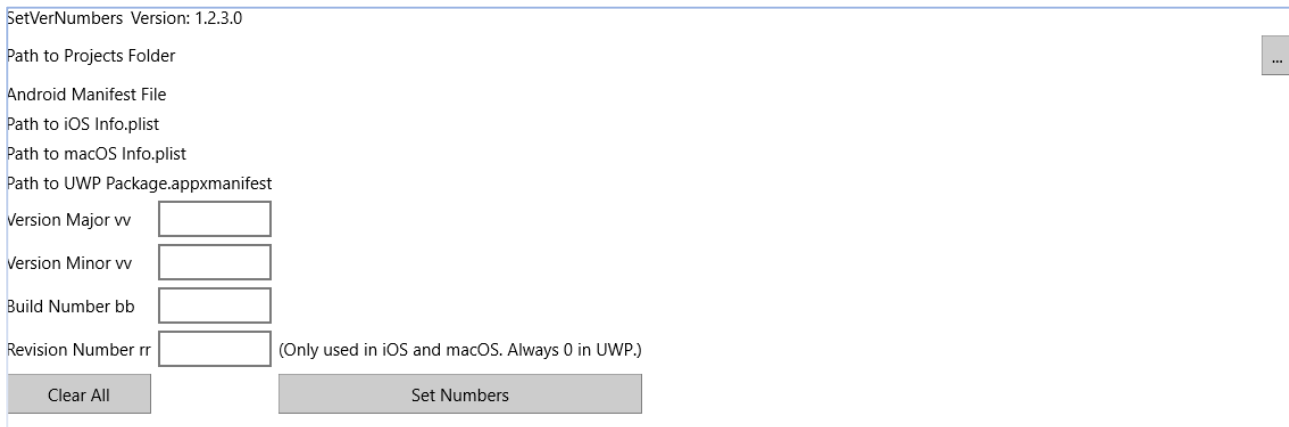 SetVerNumbers Version: 1.2.3.0
Path to Projects Folder ...
Android Manifest File
Path to iOS Info.plist
Path to macOS Info.plist
Path to UWP Package.appxmanifest
Version Major vv
Version Minor vv
Build Number bb
Revision Number rr (Only used in iOS and macOS. Always 0 in UWP.)
Clear All Set Numbers